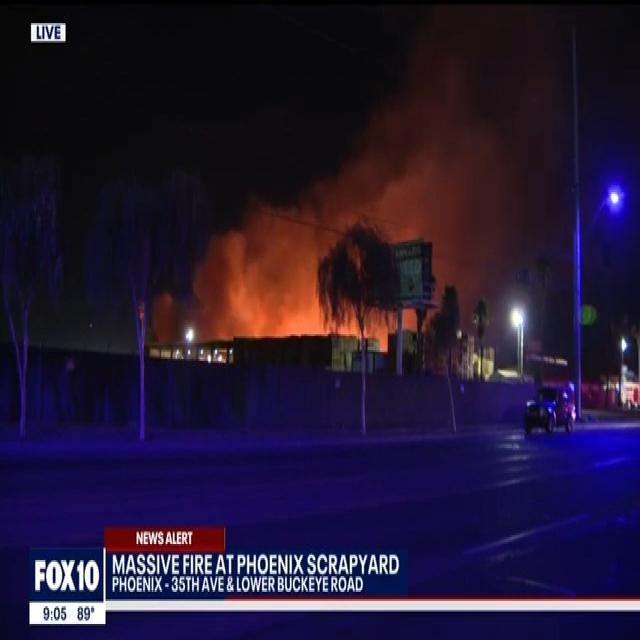 LIVE
NEWS ALERT
FOX10
MASSIVE FIRE AT PHOENIX SCRAPYARD
PHOENIX - 35TH AVE & LOWER BUCKEYE ROAD
9:05 89°